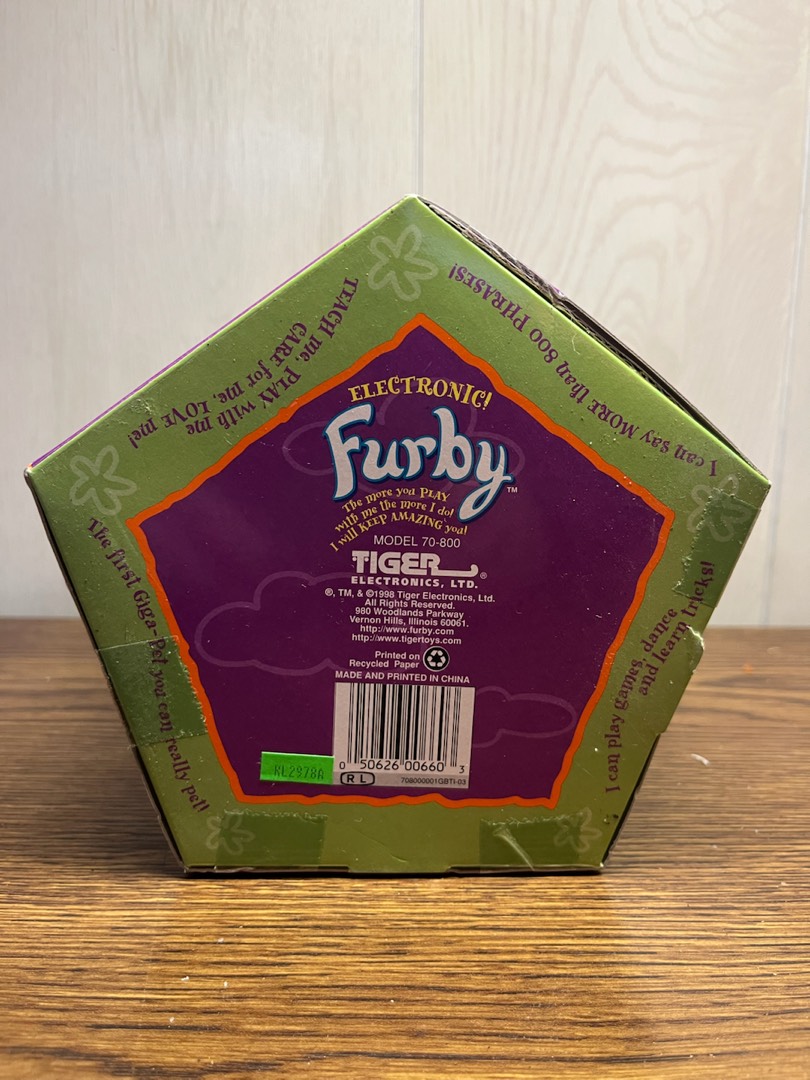 TEACH me, PLAY with me
CARE for me, LOVE me!
I can say MORE than 800 PHRASES!
ELECTRONIC!
Furby™
The more you PLAY
with me the more I do!
I will KEEP AMAZING you!
MODEL 70-800
TIGER®
ELECTRONICS, LTD.
®, TM, & ©1998 Tiger Electronics, Ltd.
All Rights Reserved.
980 Woodlands Parkway
Vernon Hills, Illinois 60061.
http://www.furby.com
http://www.tigertoys.com
Printed on
Recycled Paper
MADE AND PRINTED IN CHINA
0 50626 00660 3
RL
708000001GBTI-03
RL2978A
The first Giga-Pet you can really pet!
I can play games, dance
and learn tricks!